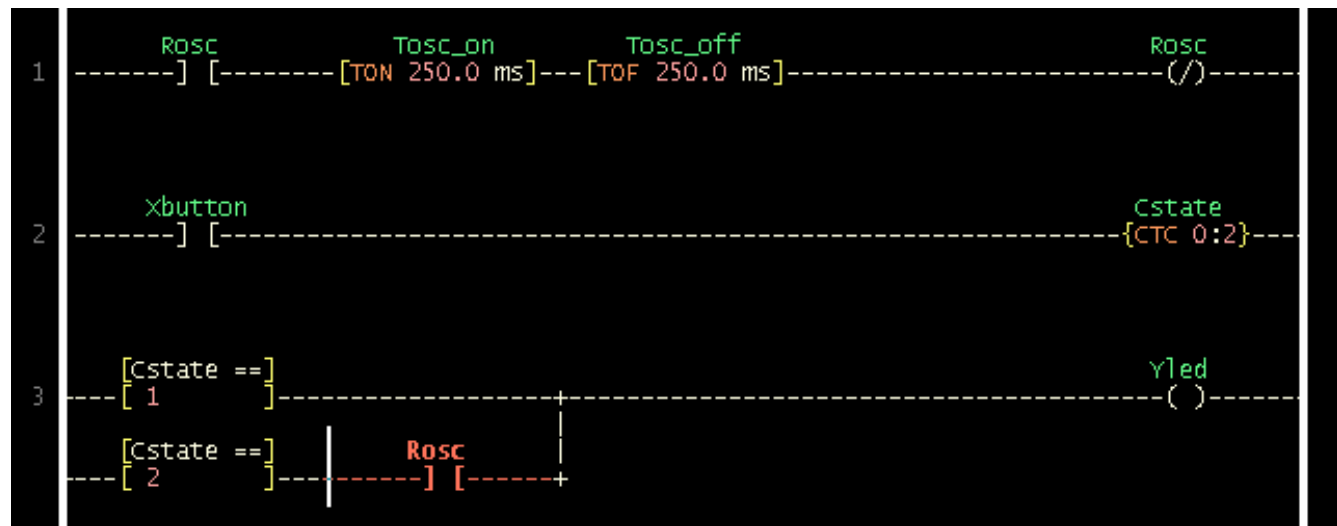 Rosc Tosc_on Tosc_off Rosc
1 -------] [--------[TON 250.0 ms]---[TOF 250.0 ms]--------------------------(/)------
Xbutton Cstate
2 -------] [--------------------------------------------------------------{CTC 0:2}----
[Cstate ==] Yled
3 ----[ 1 ]-------------------+-----------------------------------------( )------
|
[Cstate ==] Rosc |
----[ 2 ]----------] [------+